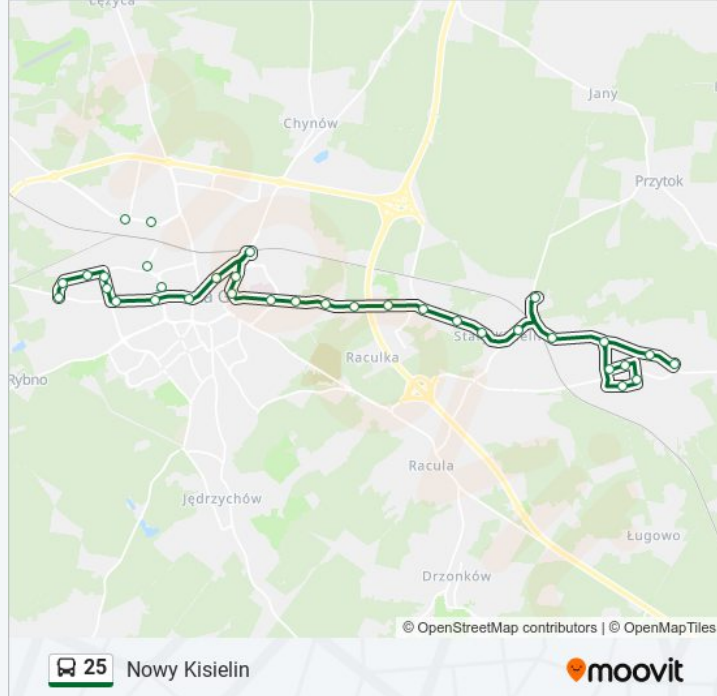 Łężyca
Jany
Chynów
Przytok
Raculka
Rybno
Racula
Jędrzychów
Ługowo
Drzonków
© OpenStreetMap contributors | © OpenMapTiles
25 Nowy Kisielin
moovit